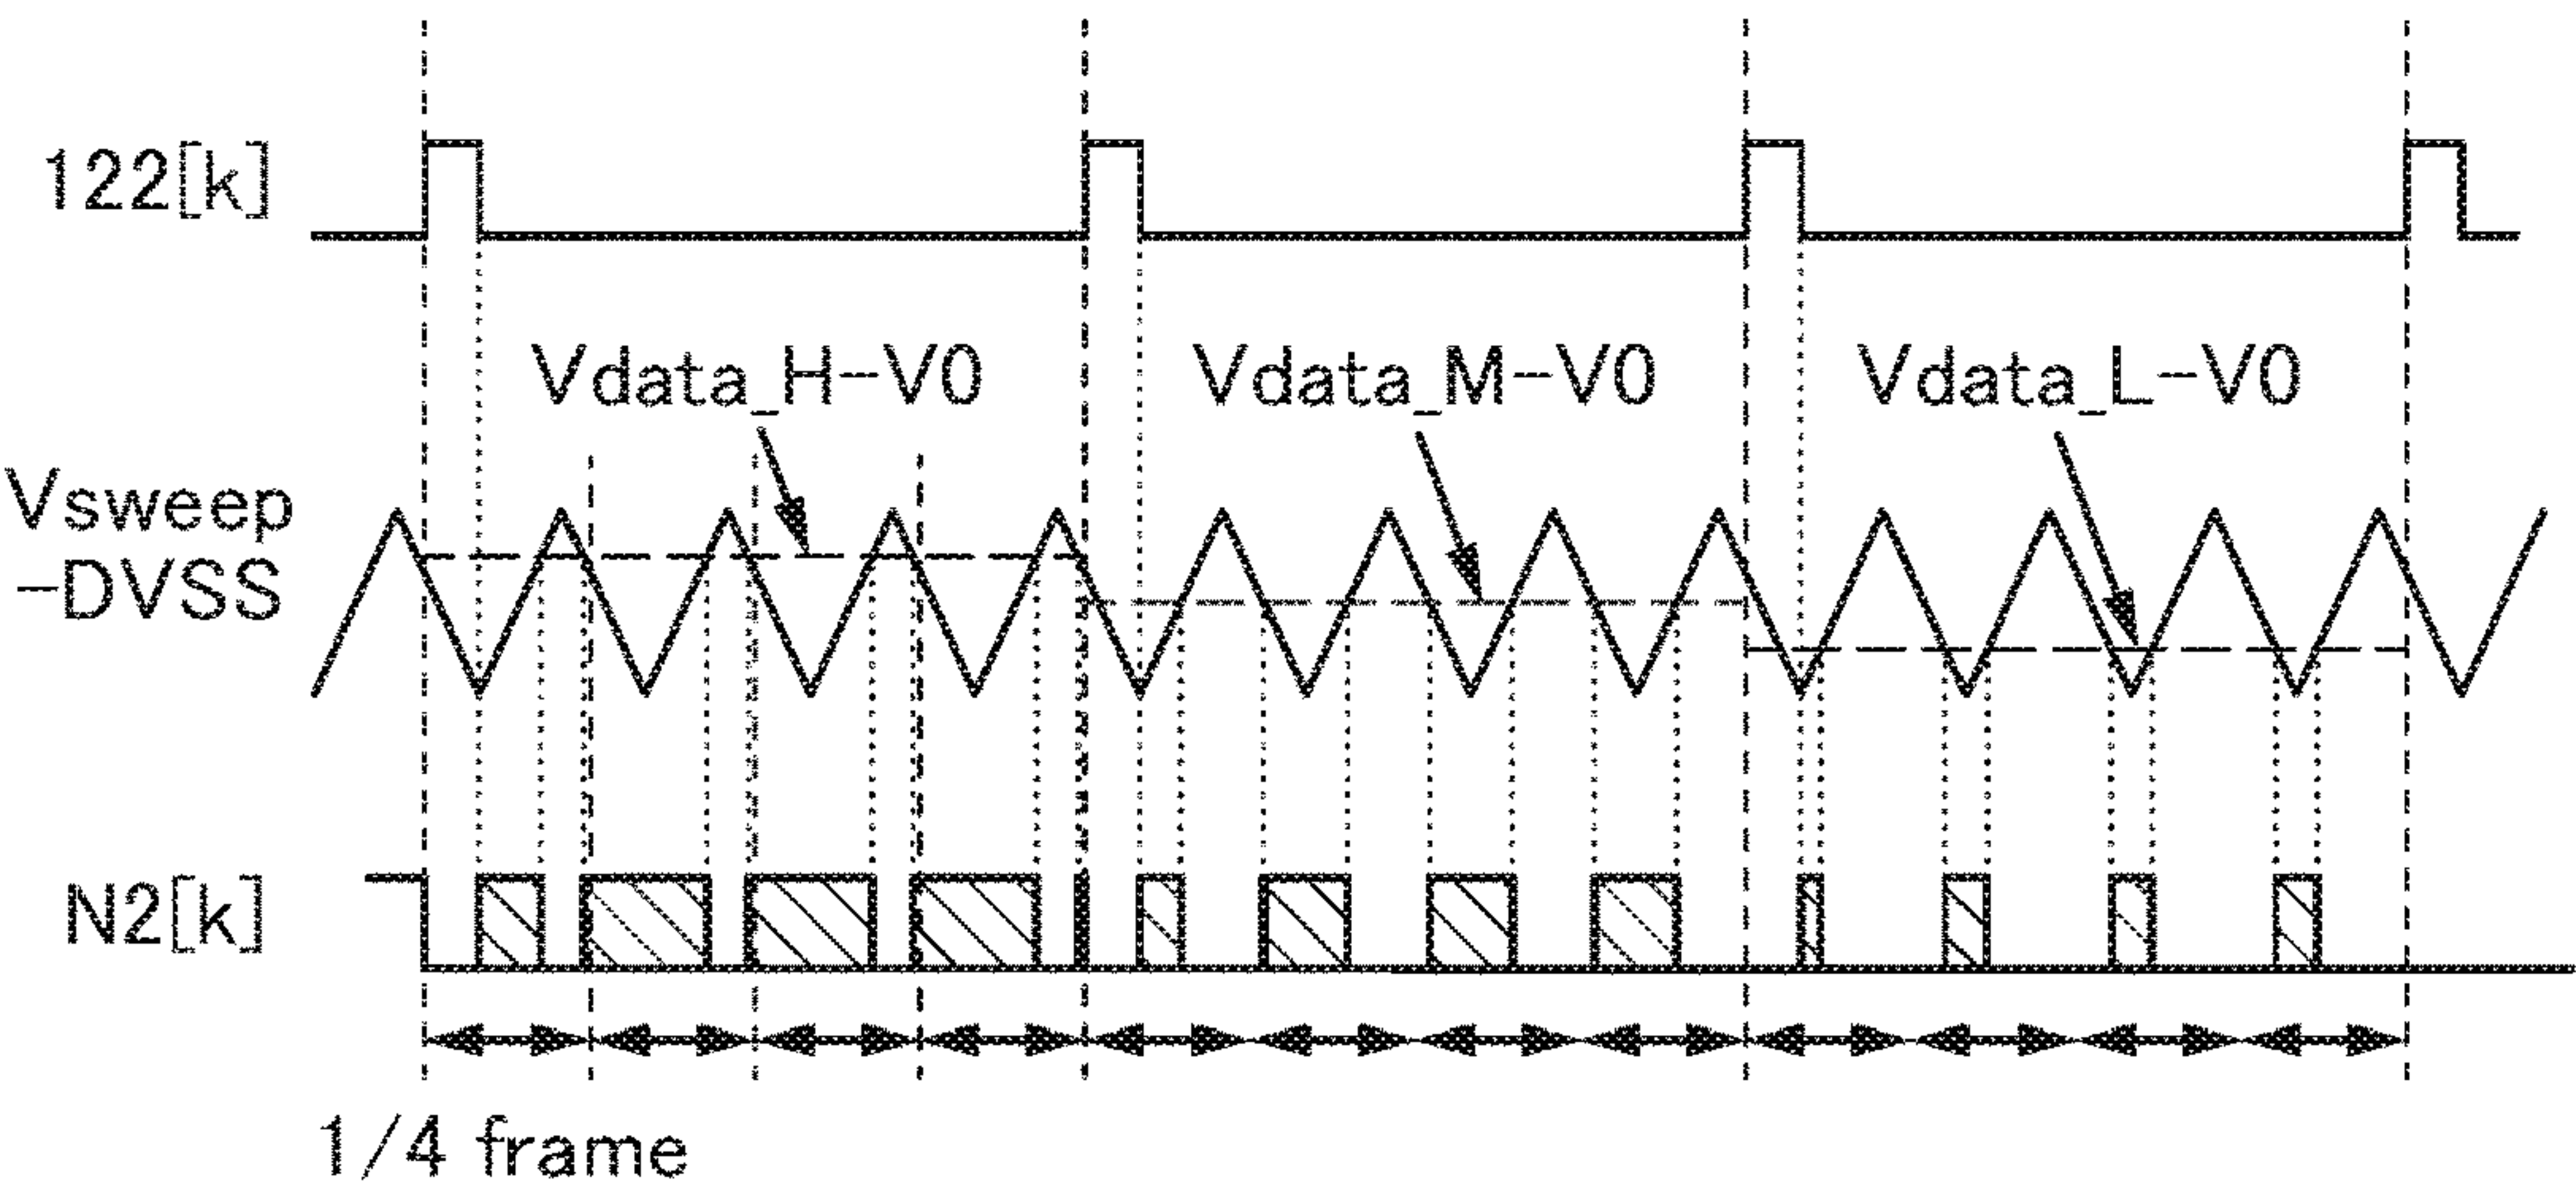 122[k]
Vdata_H-V0
Vdata_M-V0
Vdata_L-V0
Vsweep
-DVSS
N2[k]
1/4 frame